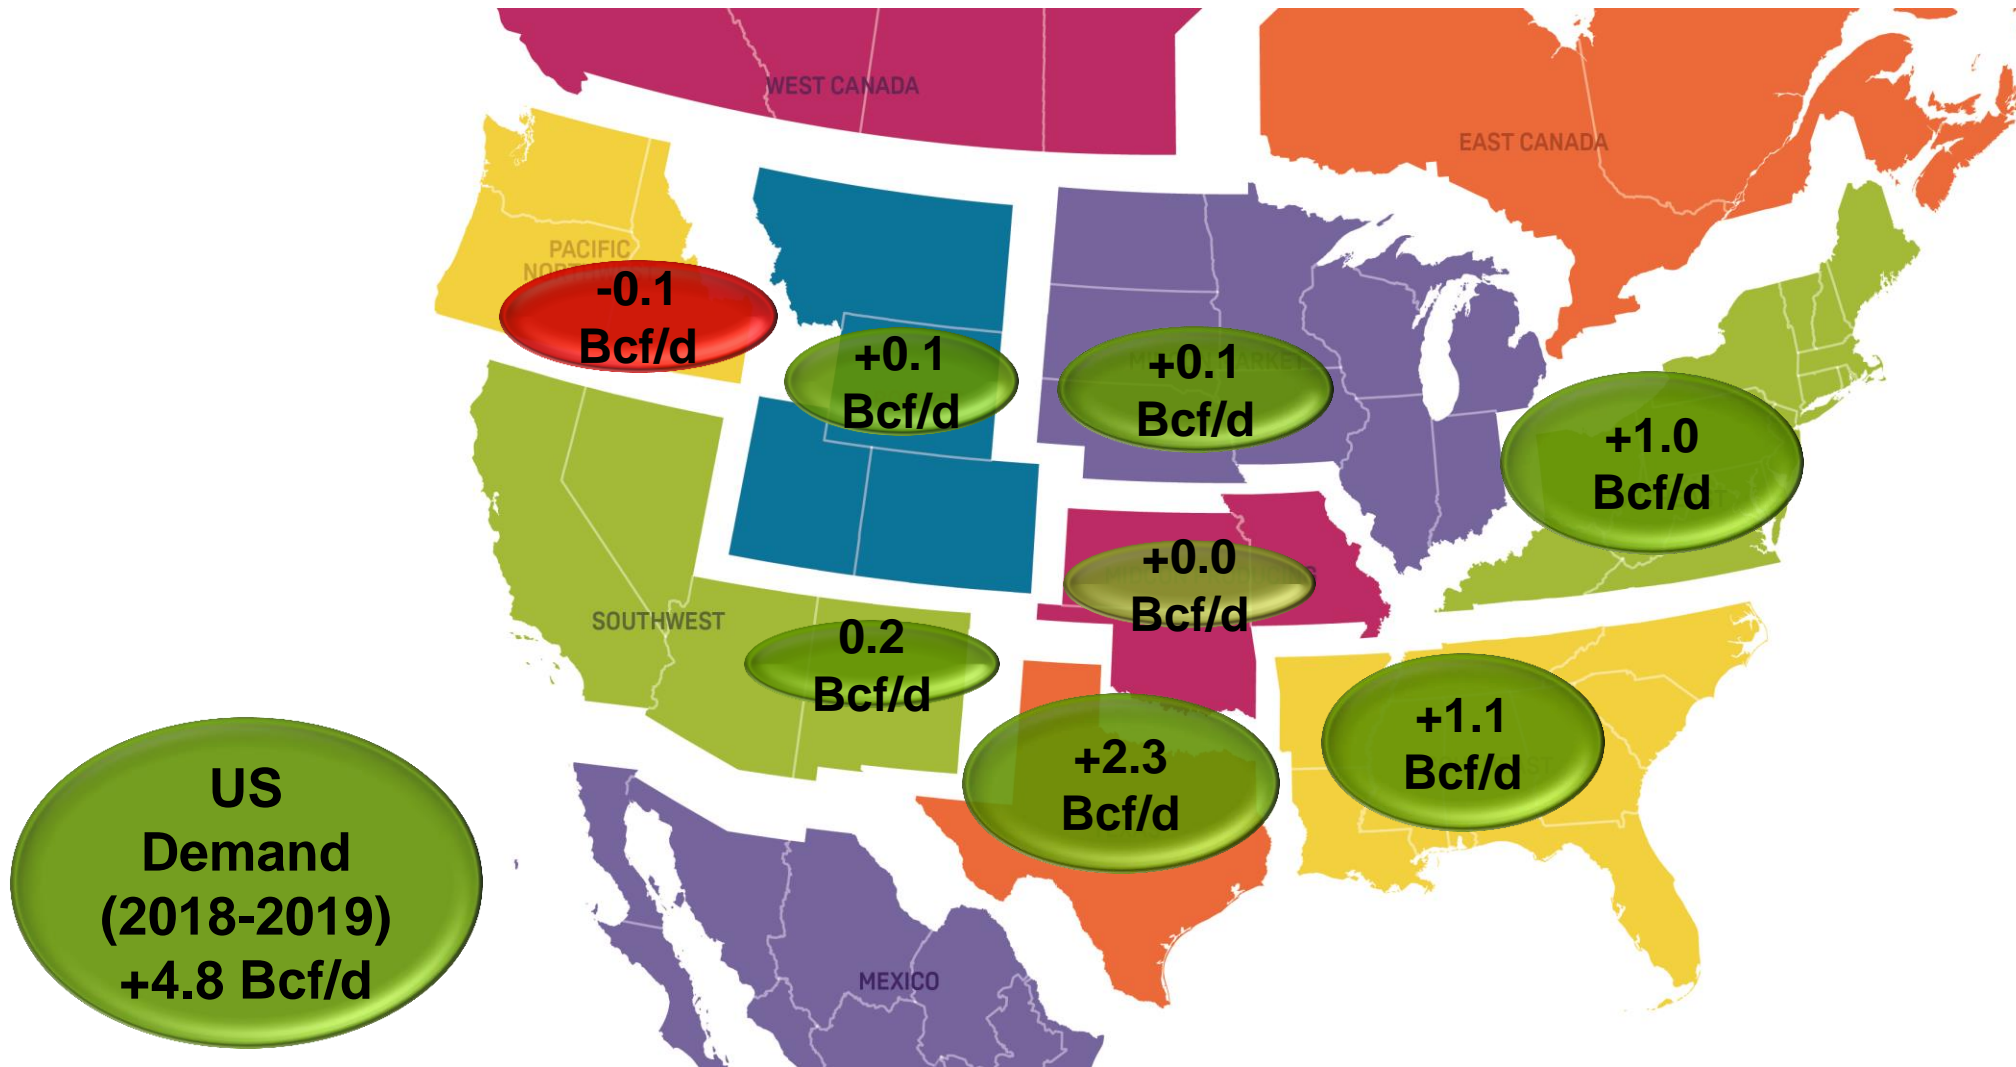 WEST CANADA
EAST CANADA
PACIFIC
-0.1
Bcf/d
+0.1
Bcf/d
+0.1
Bcf/d
+1.0
Bcf/d
+0.0
Bcf/d
SOUTHWEST
0.2
Bcf/d
+2.3
Bcf/d
+1.1
Bcf/d
US
Demand
(2018-2019)
+4.8 Bcf/d
MEXICO